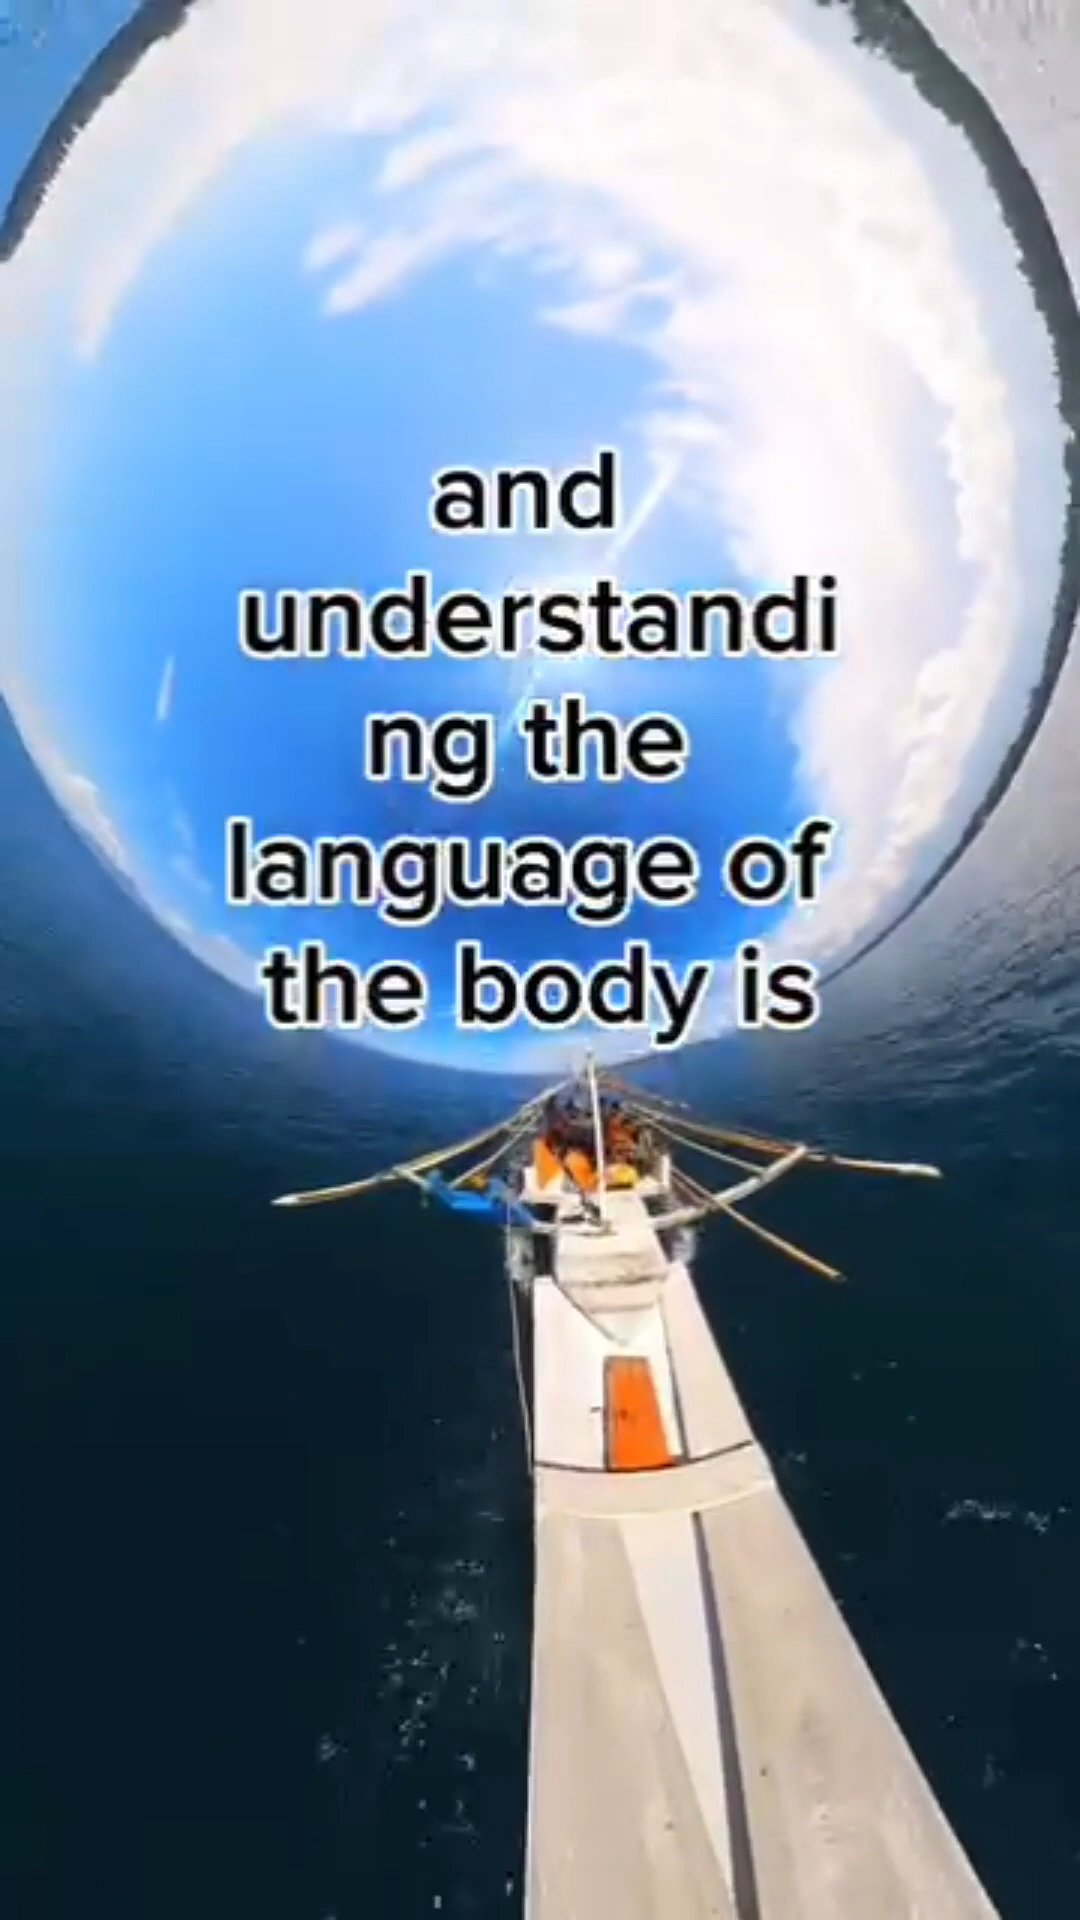 and
understandi
ng the
language of
the body is